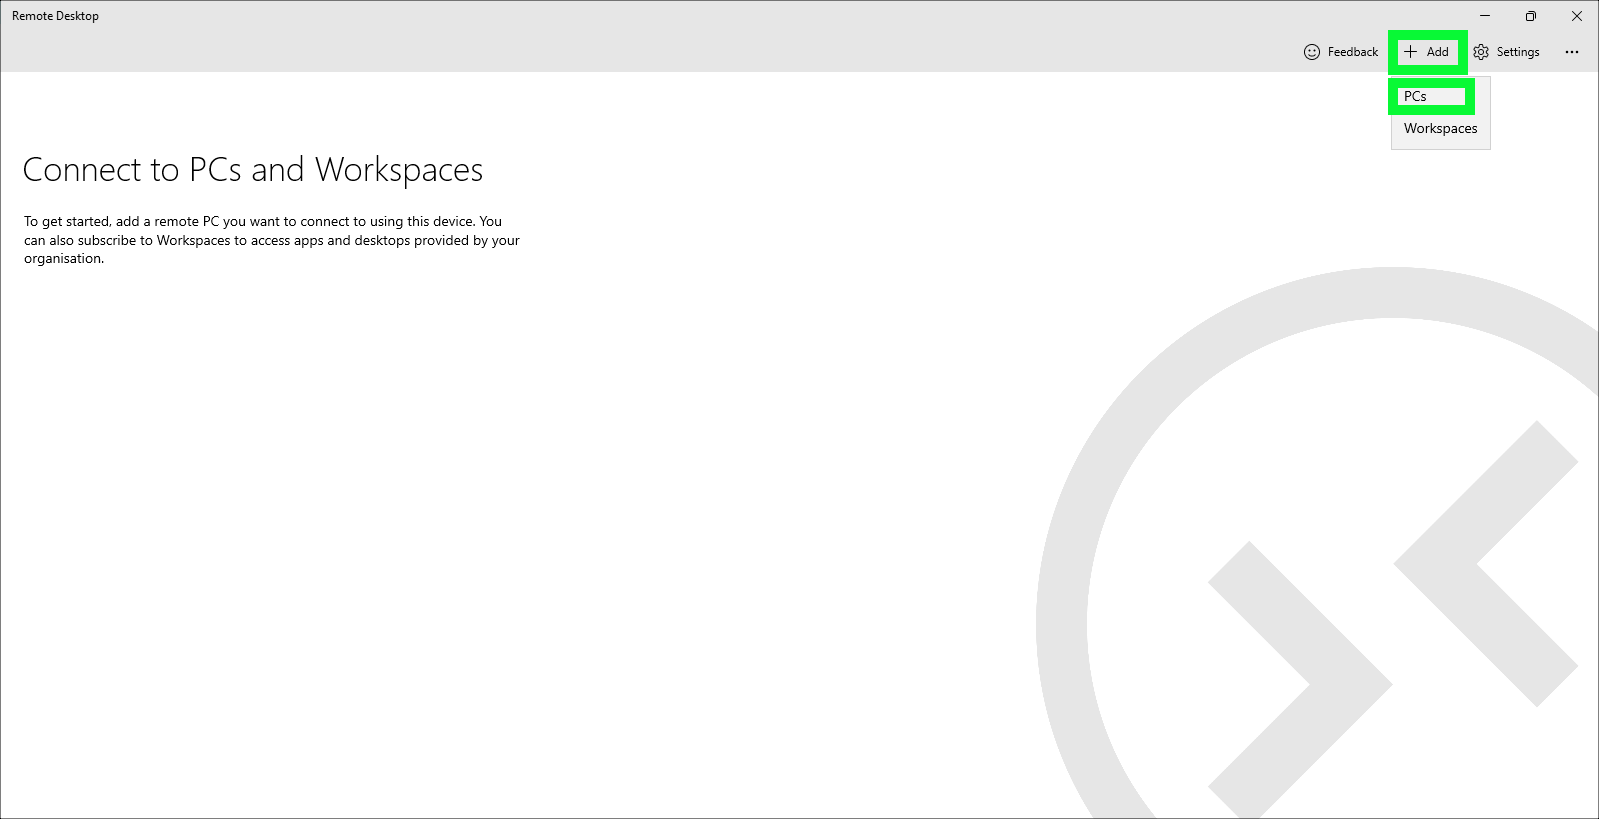 Remote Desktop
Feedback
Add
Settings
PCs
Workspaces
Connect to PCs and Workspaces
To get started, add a remote PC you want to connect to using this device. You
can also subscribe to Workspaces to access apps and desktops provided by your
organisation.